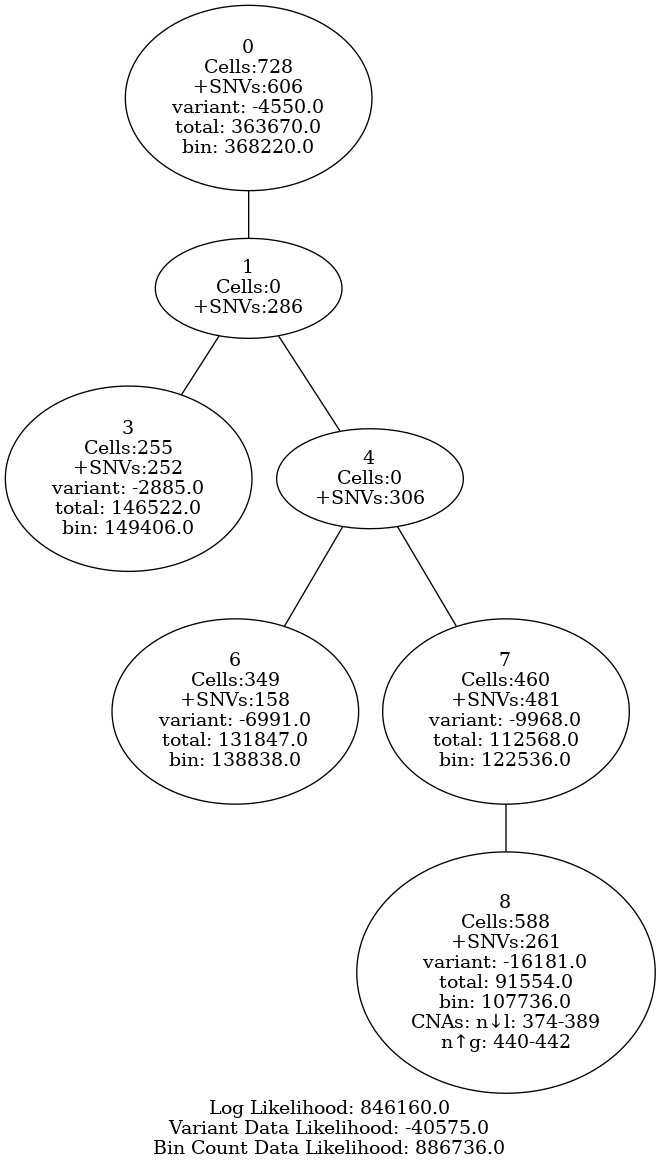 0
Cells:728
+SNVs:606
variant: -4550.0
total: 363670.0
bin: 368220.0
1
Cells:0
+SNVs:286
3
Cells:255
+SNVs:252
variant: -2885.0
total: 146522.0
bin: 149406.0
4
Cells:0
+SNVs:306
6
Cells:349
+SNVs:158
variant: -6991.0
total: 131847.0
bin: 138838.0
7
Cells:460
+SNVs:481
variant: -9968.0
total: 112568.0
bin: 122536.0
8
Cells:588
+SNVs:261
variant: -16181.0
total: 91554.0
bin: 107736.0
CNAs: n↓l: 374-389
n↑g: 440-442
Log Likelihood: 846160.0
Variant Data Likelihood: -40575.0
Bin Count Data Likelihood: 886736.0